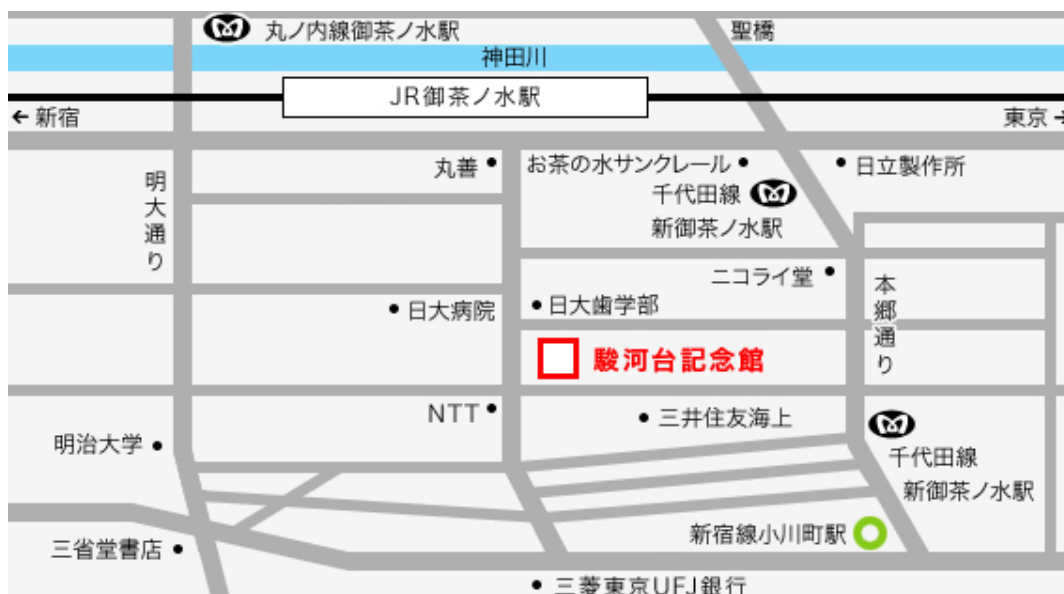 丸ノ内線御茶ノ水駅
聖橋
神田川
JR御茶ノ水駅
←新宿
東京→
丸善
お茶の水サンクレール
日立製作所
千代田線
新御茶ノ水駅
明大通り
ニコライ堂
本郷通り
日大病院
日大歯学部
駿河台記念館
NTT
三井住友海上
明治大学
千代田線
新御茶ノ水駅
新宿線小川町駅
三省堂書店
三菱東京UFJ銀行